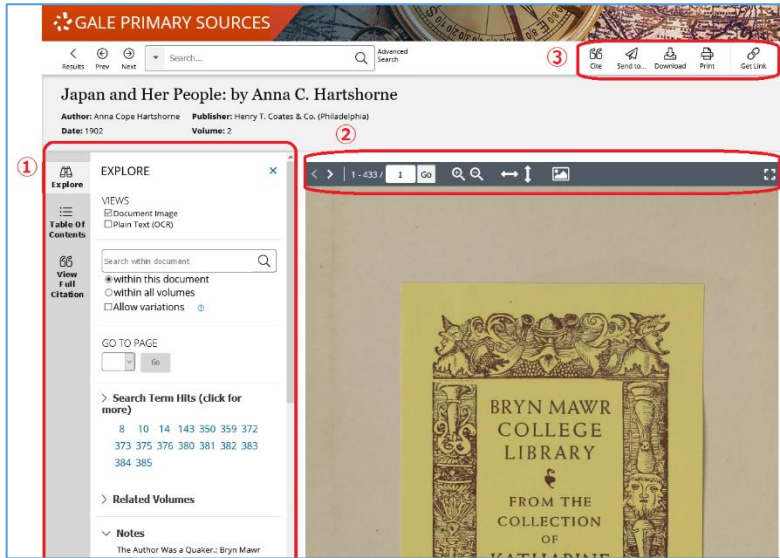 GALE PRIMARY SOURCES
Results
Prev
Next
Search...
Advanced
Search
③
Cite
Send to...
Download
Print
Get Link
Japan and Her People: by Anna C. Hartshorne
Author: Anna Cope Hartshorne Publisher: Henry T. Coates & Co. (Philadelphia)
Date: 1902 Volume: 2
①
②
Explore
Table Of
Contents
View
Full
Citation
EXPLORE
VIEWS
Document Image
Plain Text (OCR)
Search within document
within this document
within all volumes
Allow variations
GO TO PAGE
Go
Search Term Hits (click for
more)
8 10 14 143 350 359 372
373 375 376 380 381 382 383
384 385
Related Volumes
Notes
The Author Was a Quaker.: Bryn Mawr
1 - 433 / 1 Go
BRYN MAWR
COLLEGE
LIBRARY
FROM THE
COLLECTION
OF
KATHARINE